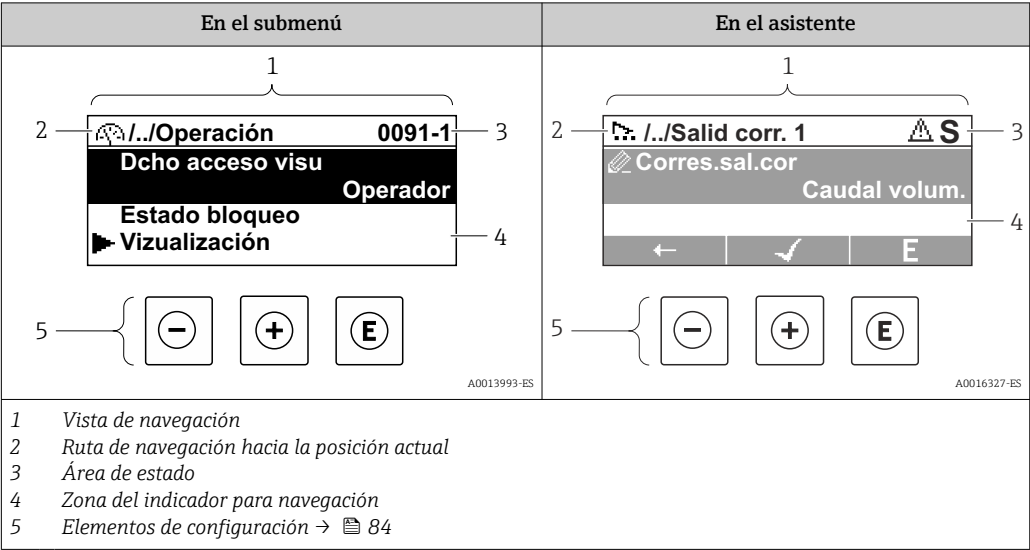 En el submenú
En el asistente
1
2
/../Operación 0091-1
3
Dcho acceso visu
Operador
Estado bloqueo
Vizualización
4
5
- + E
A0013993-ES
1
2
/../Salid corr. 1 S
3
Corres.sal.cor
Caudal volum.
4
← ✓ E
5
- + E
A0016327-ES
1 Vista de navegación
2 Ruta de navegación hacia la posición actual
3 Área de estado
4 Zona del indicador para navegación
5 Elementos de configuración → 84